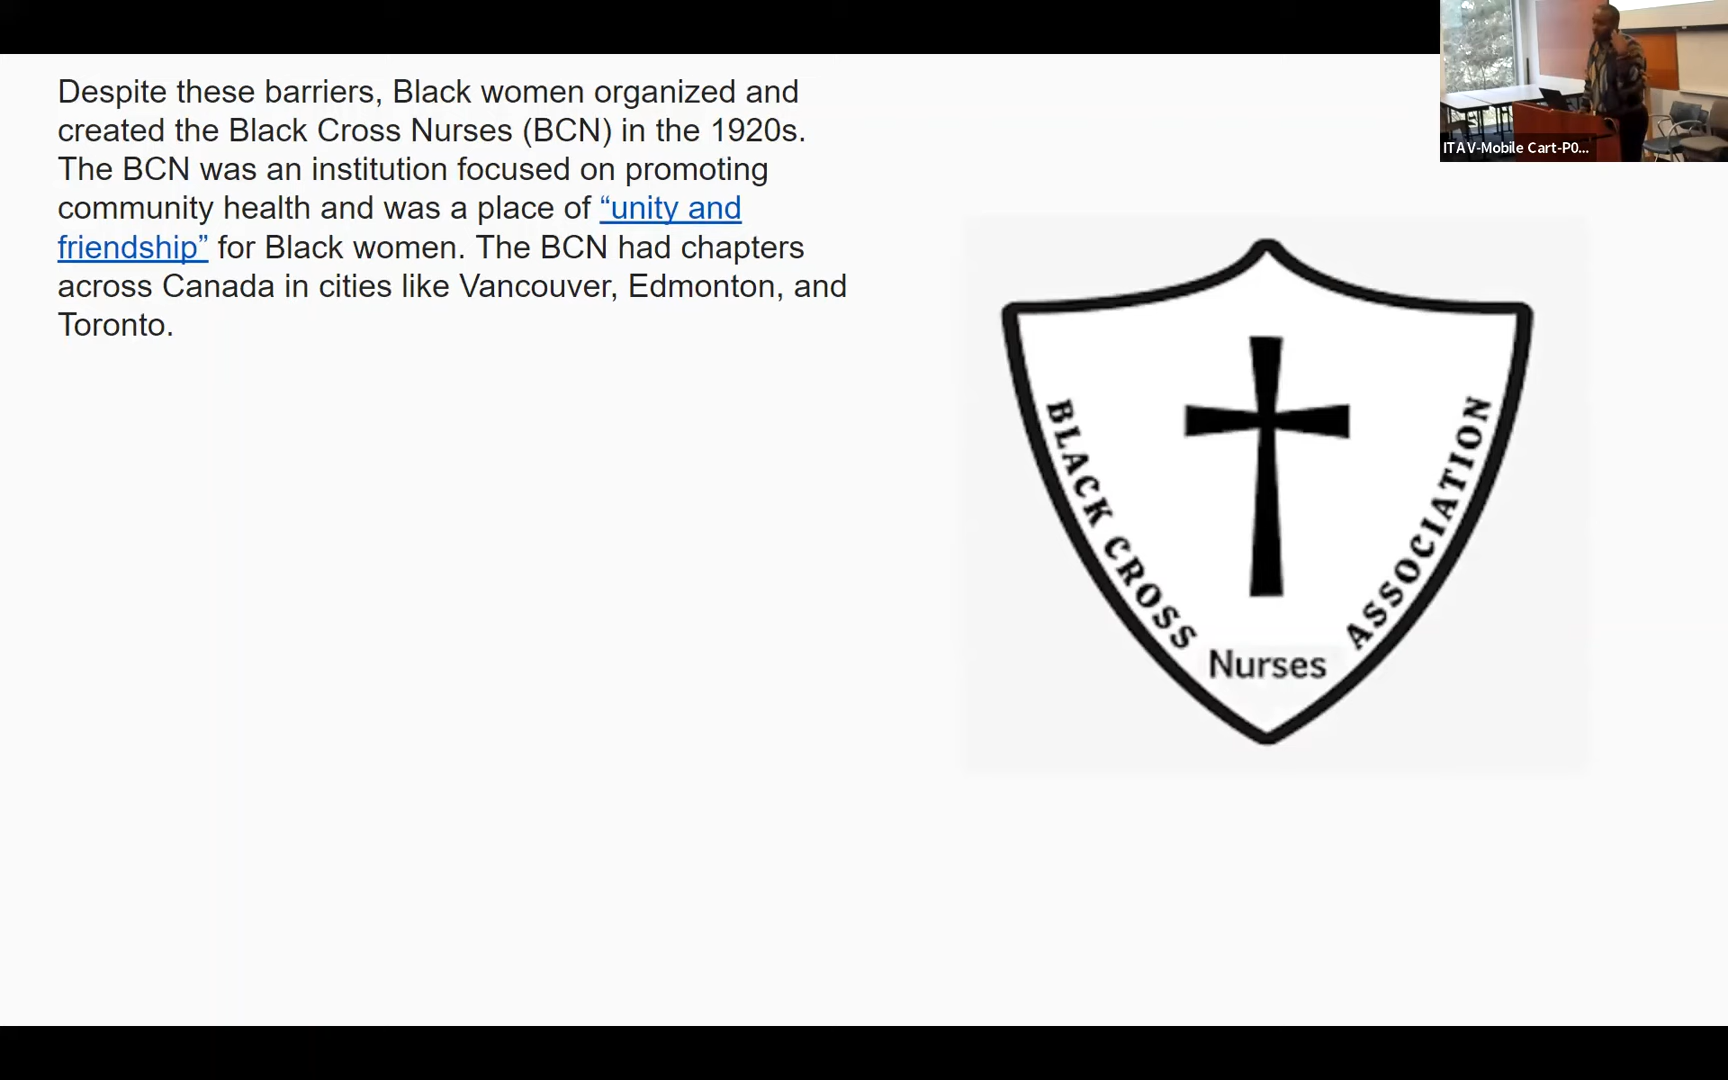 Despite these barriers, Black women organized and
created the Black Cross Nurses (BCN) in the 1920s.
The BCN was an institution focused on promoting
community health and was a place of “unity and
friendship” for Black women. The BCN had chapters
across Canada in cities like Vancouver, Edmonton, and
Toronto.
BLACK CROSS
Nurses
ASSOCIATION
ITAV-Mobile Cart-P0...